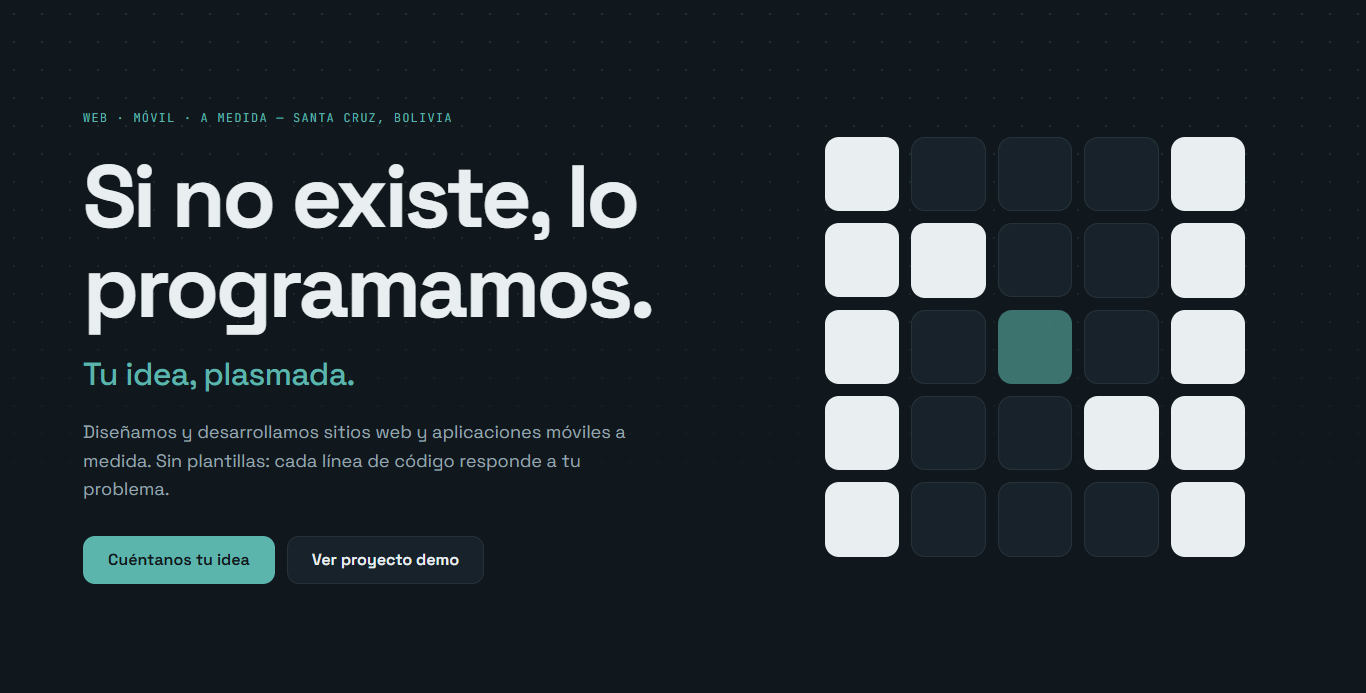 WEB · MÓVIL · A MEDIDA — SANTA CRUZ, BOLIVIA
Si no existe, lo
programamos.
Tu idea, plasmada.
Diseñamos y desarrollamos sitios web y aplicaciones móviles a
medida. Sin plantillas: cada línea de código responde a tu
problema.
Cuéntanos tu idea
Ver proyecto demo